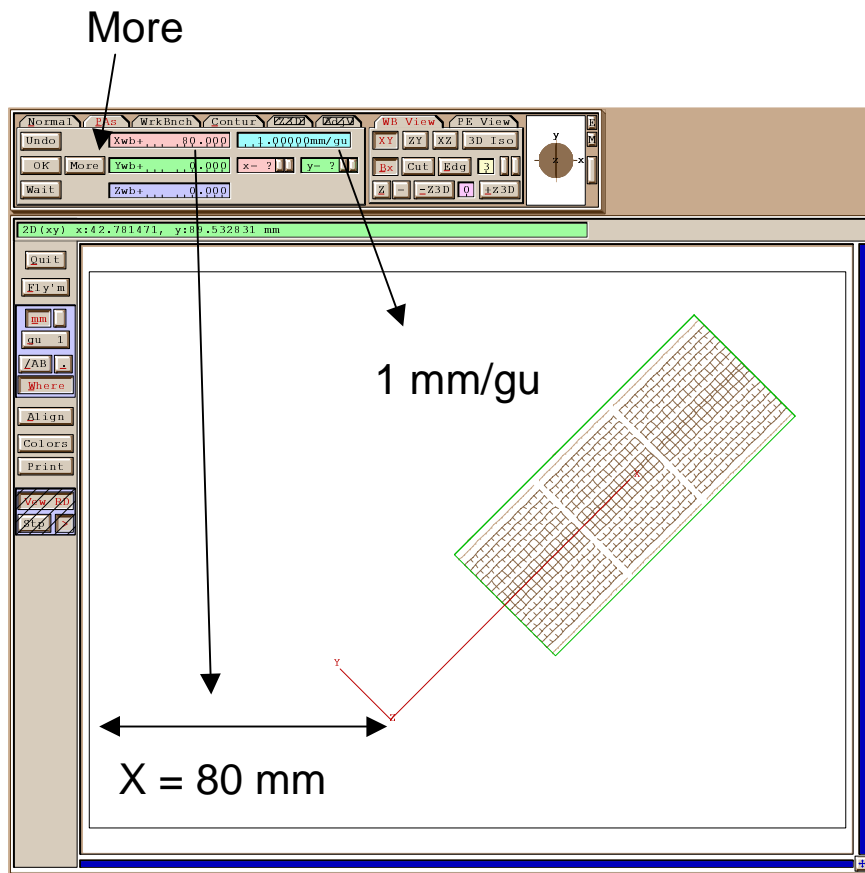 More
Normal PAs WrkBnch Contur WB View PE View
Undo Xwb+ 80.000 1.00000mm/gu XY ZY XZ 3D Iso
OK More Ywb+ 0.000 x- ? y- ? Bx Cut Edg 3
Wait Zwb+ 0.000 Z - -Z3D 0 +Z3D
y
z -x
E
M
2D(xy) x:42.781471, y:89.532831 mm
Quit
Fly'm
mm
gu 1
/AB .
Where
Align
Colors
Print
Vew RD
Stp >
1 mm/gu
X
Y
Z
X = 80 mm